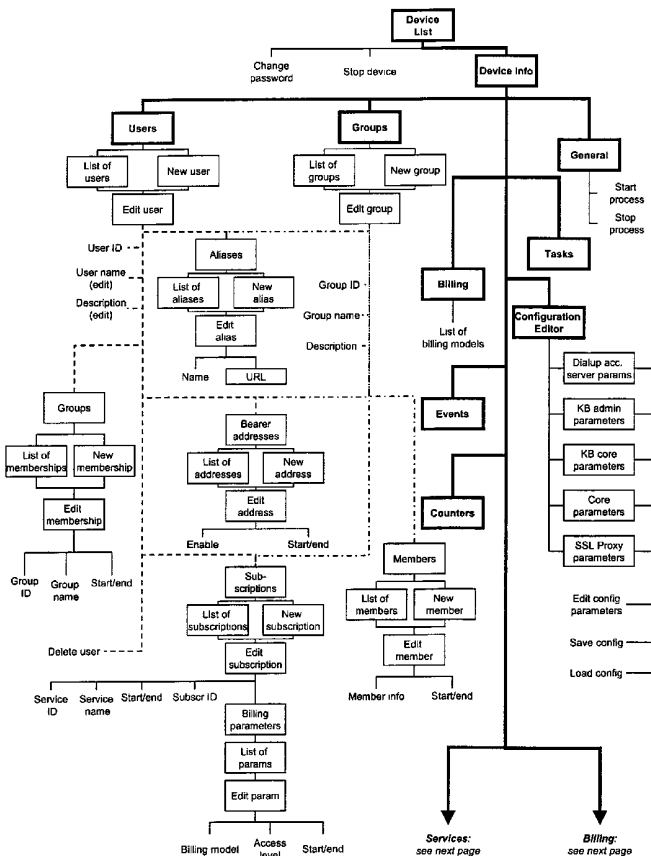 Device
List
Change
password
Stop device
Device info
Users
Groups
General
List of
users
New user
List of
groups
New group
Edit user
Edit group
Start
process
Stop
process
User ID
User name
(edit)
Description
(edit)
Aliases
List of
aliases
New
alias
Edit
alias
Name
URL
Group ID
Group name
Description
Billing
List of
billing models
Tasks
Configuration
Editor
Dialup acc.
server params
KB admin
parameters
KB core
parameters
Core
parameters
SSL Proxy
parameters
Edit config
parameters
Save config
Load config
Events
Counters
Groups
List of
memberships
New
membership
Edit
membership
Group
ID
Group
name
Start/end
Bearer
addresses
List of
addresses
New
address
Edit
address
Enable
Start/end
Members
List of
members
New
member
Edit
member
Member info
Start/end
Sub-
scriptions
List of
subscriptions
New
subscription
Edit
subscription
Delete user
Service
ID
Service
name
Start/end
Subscr ID
Billing
parameters
List of
params
Edit param
Billing model
Access
level
Start/end
Services:
see next page
Billing:
see next page